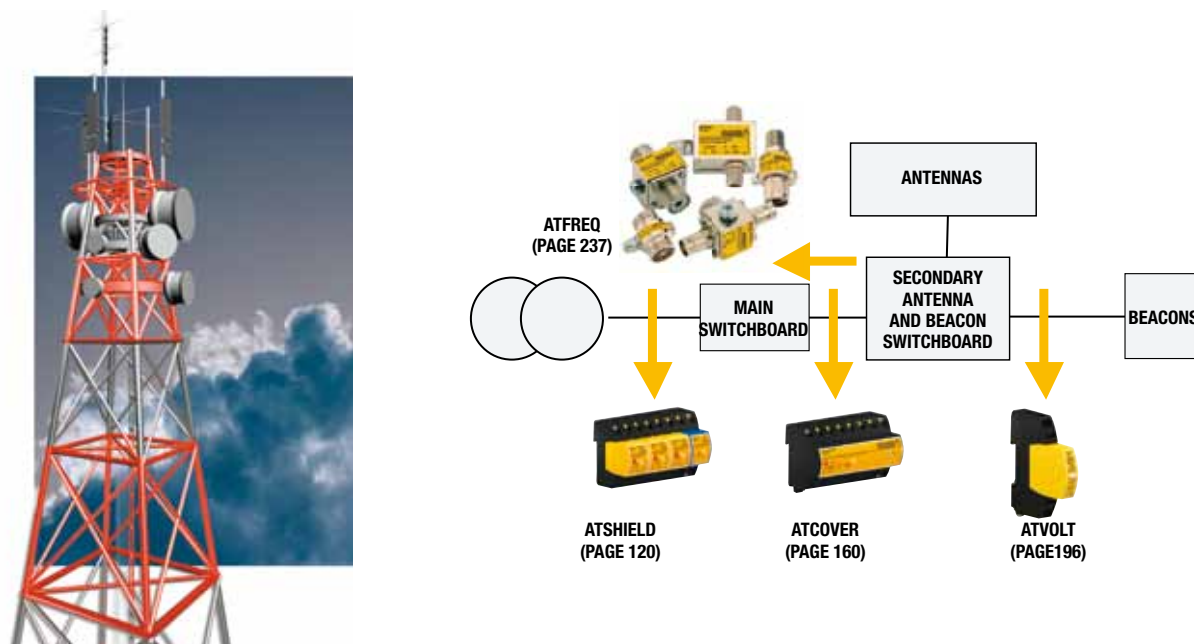 ANTENNAS
ATFREQ
(PAGE 237)
SECONDARY
ANTENNA
AND BEACON
SWITCHBOARD
MAIN
SWITCHBOARD
BEACONS
ATSHIELD
(PAGE 120)
ATCOVER
(PAGE 160)
ATVOLT
(PAGE196)